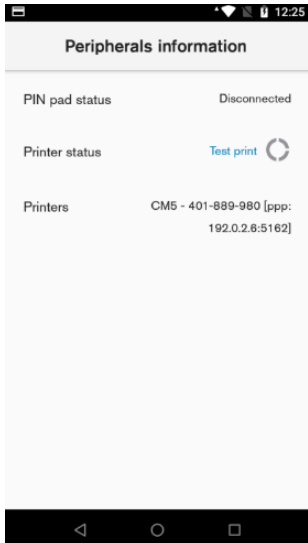 12:25
Peripherals information
PIN pad status Disconnected
Printer status Test print
Printers CM5 - 401-889-980 [ppp:
192.0.2.6:5162]